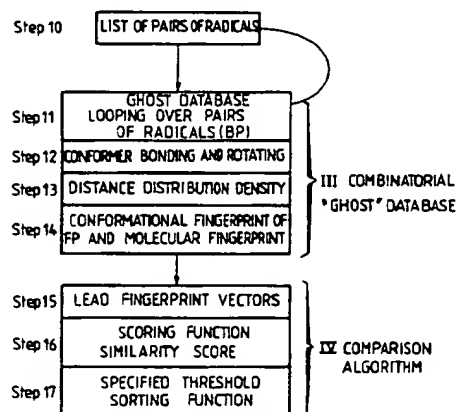 Step 10 LIST OF PAIRS OF RADICALS
GHOST DATABASE
Step 11 LOOPING OVER PAIRS
OF RADICALS (BP)
Step 12 CONFORMER BONDING AND ROTATING
Step 13 DISTANCE DISTRIBUTION DENSITY
Step 14 CONFORMATIONAL FINGERPRINT OF
FP AND MOLECULAR FINGERPRINT
III COMBINATORIAL
"GHOST" DATABASE
Step 15 LEAD FINGERPRINT VECTORS
Step 16 SCORING FUNCTION
SIMILARITY SCORE
Step 17 SPECIFIED THRESHOLD
SORTING FUNCTION
IV COMPARISON
ALGORITHM